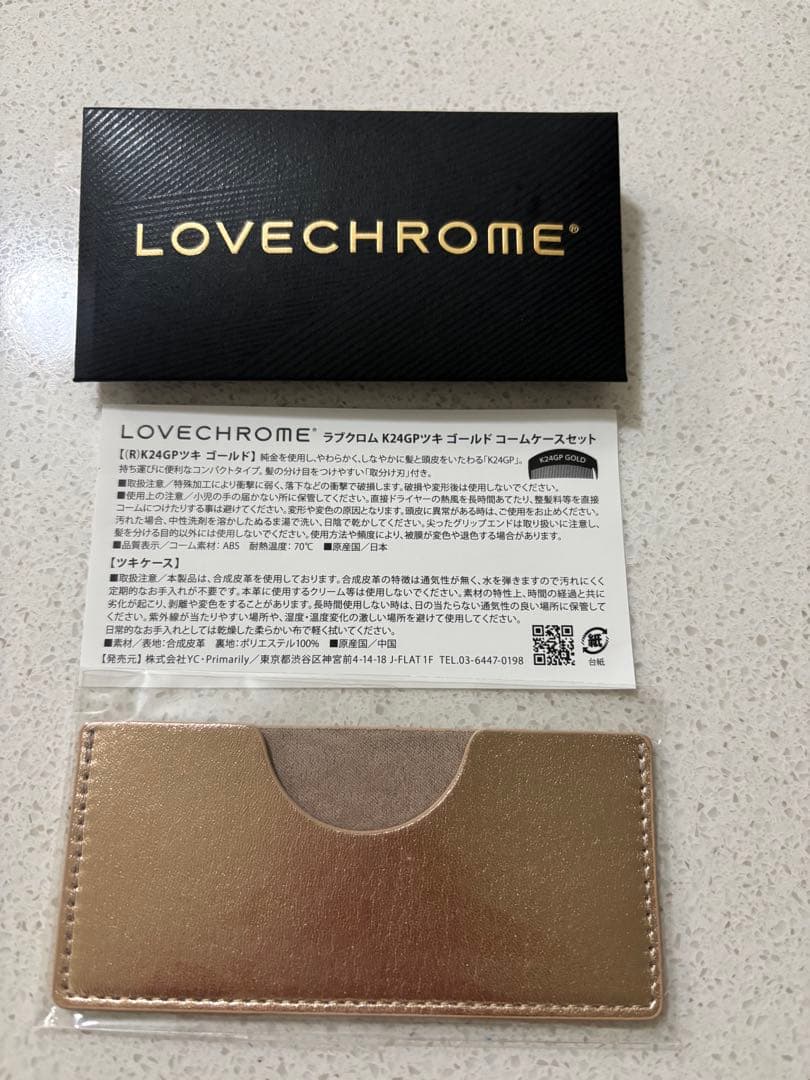 LOVECHROME®
LOVECHROME® ラブクロム K24GPツキ ゴールド コームケースセット
【(R)K24GPツキ ゴールド】純金を使用し、やわらかく、しなやかに髪と頭皮をいたわる「K24GP」。
持ち運びに便利なコンパクトタイプ。髪の分け目をつけやすい「取分け刃」付き。
K24GP GOLD
■取扱注意／特殊加工により衝撃に弱く、落下などの衝撃で破損します。破損や変形後は使用しないでください。
■使用上の注意／小児の手の届かない所に保管してください。直接ドライヤーの熱風を長時間あてたり、整髪料等を直接
コームにつけたりする事は避けてください。変形や変色の原因となります。頭皮に異常がある時は、ご使用をお止めください。
汚れた場合、中性洗剤を溶かしたぬるま湯で洗い、日陰で乾かしてください。尖ったグリップエンドは取り扱いに注意し、
髪を分ける目的以外には使用しないでください。使用方法や頻度により、被膜が変色や退色する場合があります。
■品質表示／コーム素材：ABS 耐熱温度：70℃ ■原産国／日本
【ツキケース】
■取扱注意／本製品は、合成皮革を使用しております。合成皮革の特徴は通気性が無く、水を弾きますので汚れにくく
定期的なお手入れが不要です。本革に使用するクリーム等は使用しないでください。素材の特性上、時間の経過と共に
劣化が起こり、剥離や変色をすることがあります。長時間使用しない時は、日の当たらない通気性の良い場所に保管して
ください。紫外線が当たりやすい場所や、湿度・温度変化の激しい場所を避けて使用してください。
日常的なお手入れとしては乾燥した柔らかい布で軽く拭いてください。
■素材／表地：合成皮革 裏地：ポリエステル100% ■原産国／中国
【発売元】株式会社YC・Primarily／東京都渋谷区神宮前4-14-18 J-FLAT 1F TEL.03-6447-0198
紙
台紙